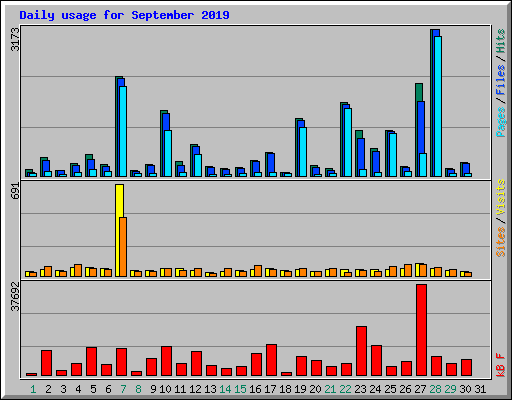 Daily usage for September 2019
3173
Pages / Files / Hits
691
Sites / Visits
37692
kB F
1 2 3 4 5 6 7 8 9 10 11 12 13 14 15 16 17 18 19 20 21 22 23 24 25 26 27 28 29 30 31